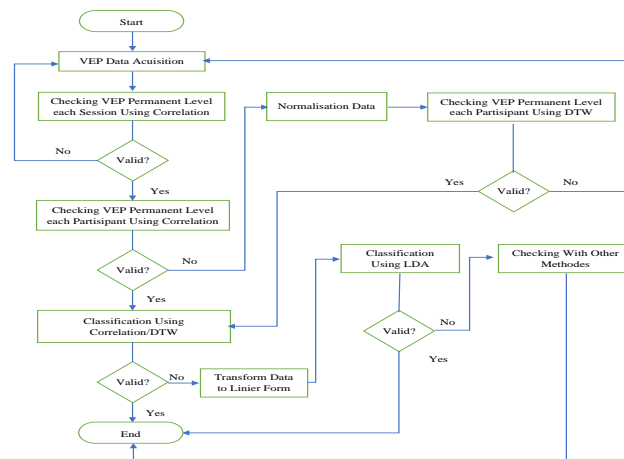 Start
VEP Data Acuisition
Checking VEP Permanent Level
each Session Using Correlation
No
Valid?
Yes
Checking VEP Permanent Level
each Partisipant Using Correlation
Valid?
No
Yes
Normalisation Data
Checking VEP Permanent Level
each Partisipant Using DTW
Yes
Valid?
No
Classification Using
Correlation/DTW
Valid?
No
Yes
Transform Data
to Linier Form
Classification
Using LDA
Valid?
No
Yes
Checking With Other
Methodes
End